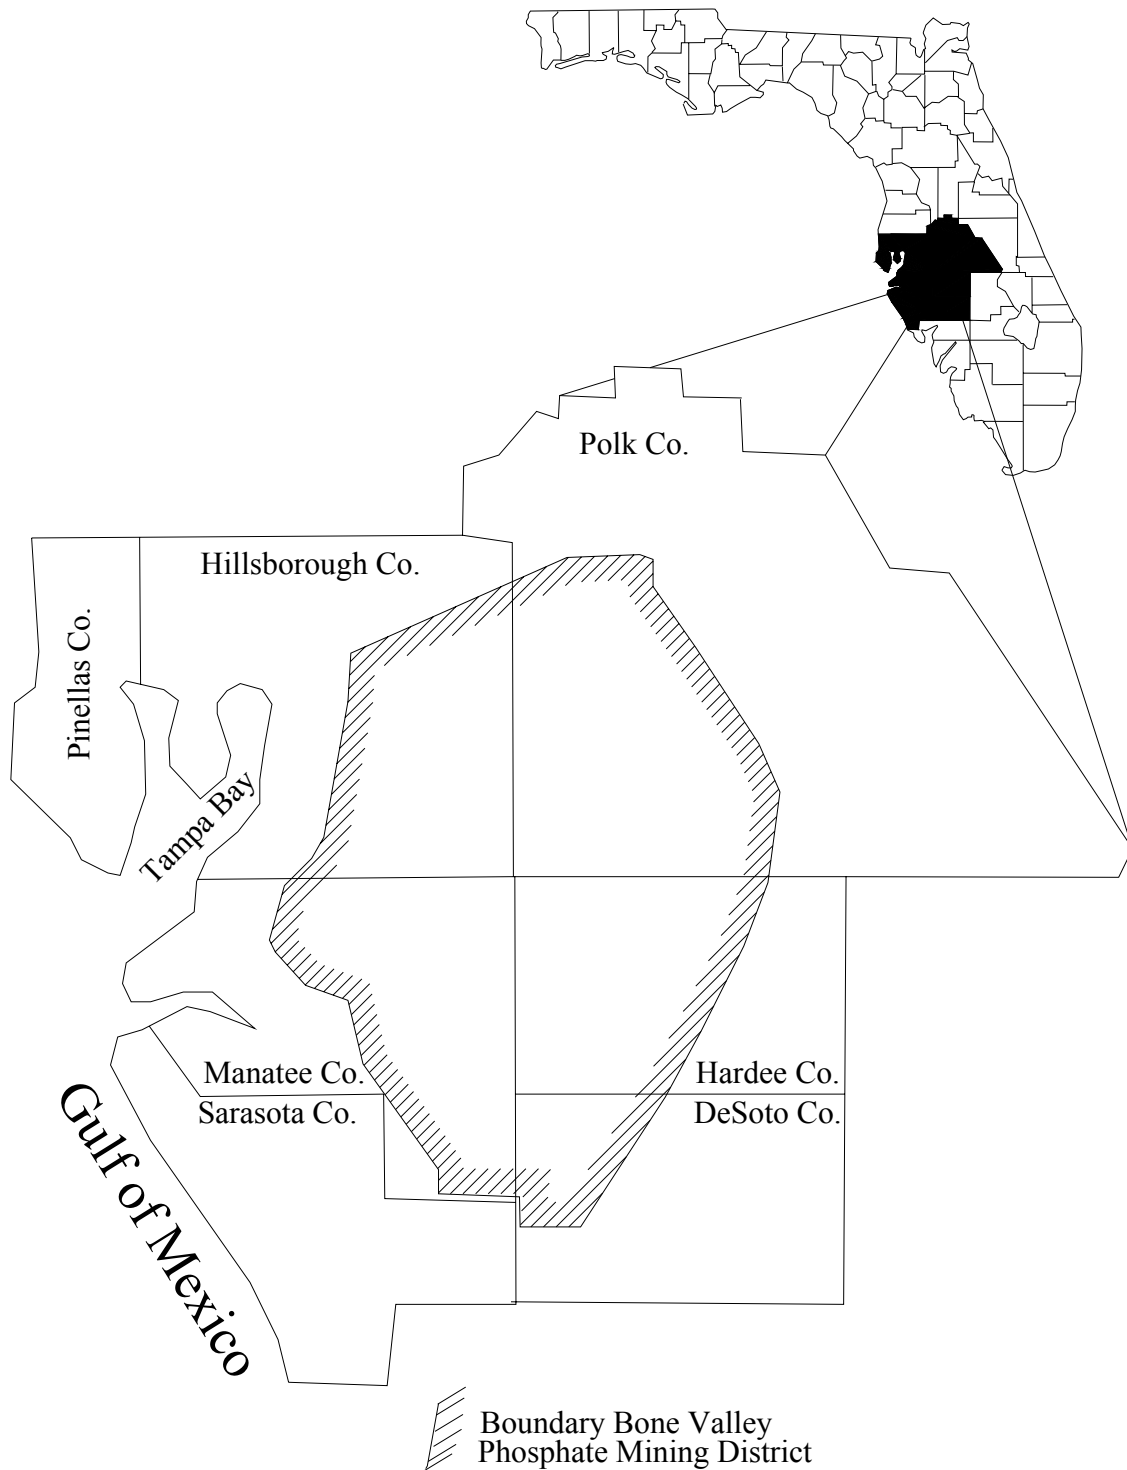 Polk Co.
Hillsborough Co.
Pinellas Co.
Tampa Bay
Manatee Co.
Hardee Co.
Sarasota Co.
DeSoto Co.
Gulf of Mexico
Boundary Bone Valley
Phosphate Mining District